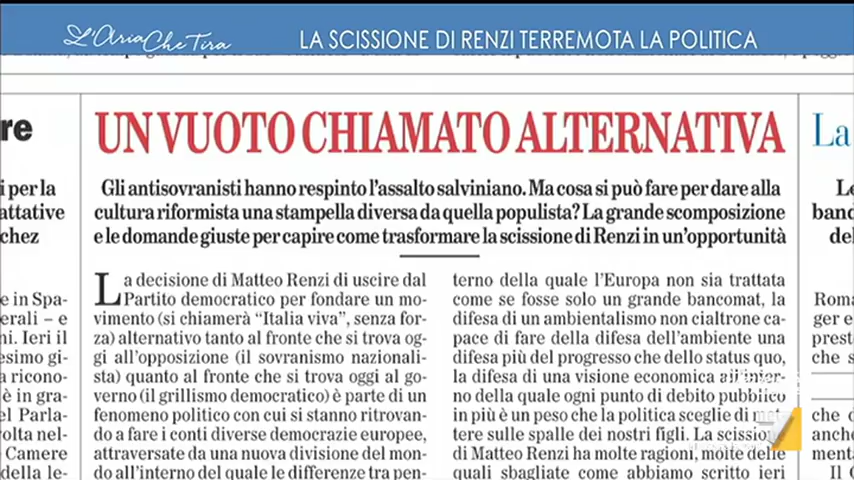 L'Aria Che Tira
LA SCISSIONE DI RENZI TERREMOTA LA POLITICA
re
UN VUOTO CHIAMATO ALTERNATIVA
La
i per la
attative
chez
Gli antisovranisti hanno respinto l'assalto salviniano. Ma cosa si può fare per dare alla
cultura riformista una stampella diversa da quella populista? La grande scomposizione
e le domande giuste per capire come trasformare la scissione di Renzi in un'opportunità
Le
band
del
e in Spa-
erali – e
ni. Ieri il
esimo gi-
a ricono-
è in gra-
el Parla-
volta nel-
Camere
della le-
La decisione di Matteo Renzi di uscire dal
Partito democratico per fondare un mo-
vimento (si chiamerà “Italia viva”, senza for-
za) alternativo tanto al fronte che si trova og-
gi all'opposizione (il sovranismo nazionali-
sta) quanto al fronte che si trova oggi al go-
verno (il grillismo democratico) è parte di un
fenomeno politico con cui si stanno ritrovan-
do a fare i conti diverse democrazie europee,
attraversate da una nuova divisione del mon-
do all'interno del quale le differenze tra pen-
terno della quale l'Europa non sia trattata
come se fosse solo un grande bancomat, la
difesa di un ambientalismo non cialtrone ca-
pace di fare della difesa dell'ambiente una
difesa più del progresso che dello status quo,
la difesa di una visione economica all'inter-
no della quale ogni punto di debito pubblico
in più è un peso che la politica sceglie di met-
tere sulle spalle dei nostri figli. La scissione
di Matteo Renzi ha molte ragioni, molte delle
quali sbagliate come abbiamo scritto ieri
Roma
ger e
prest
che s
che d
anche
menta
Il C